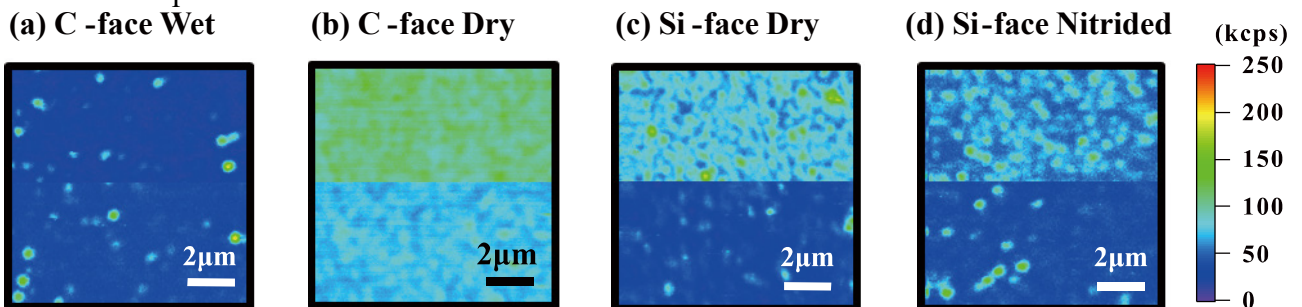 (a) C -face Wet
(b) C -face Dry
(c) Si -face Dry
(d) Si-face Nitrided
(kcps)
250
200
150
100
50
0
2μm
2μm
2μm
2μm